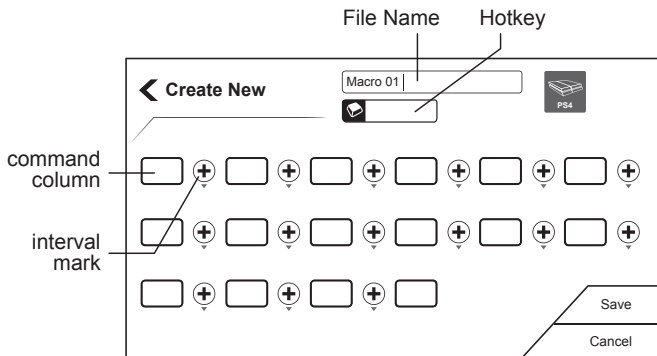 File Name Hotkey
Create New
Macro 01
PS4
command
column
interval
mark
Save
Cancel